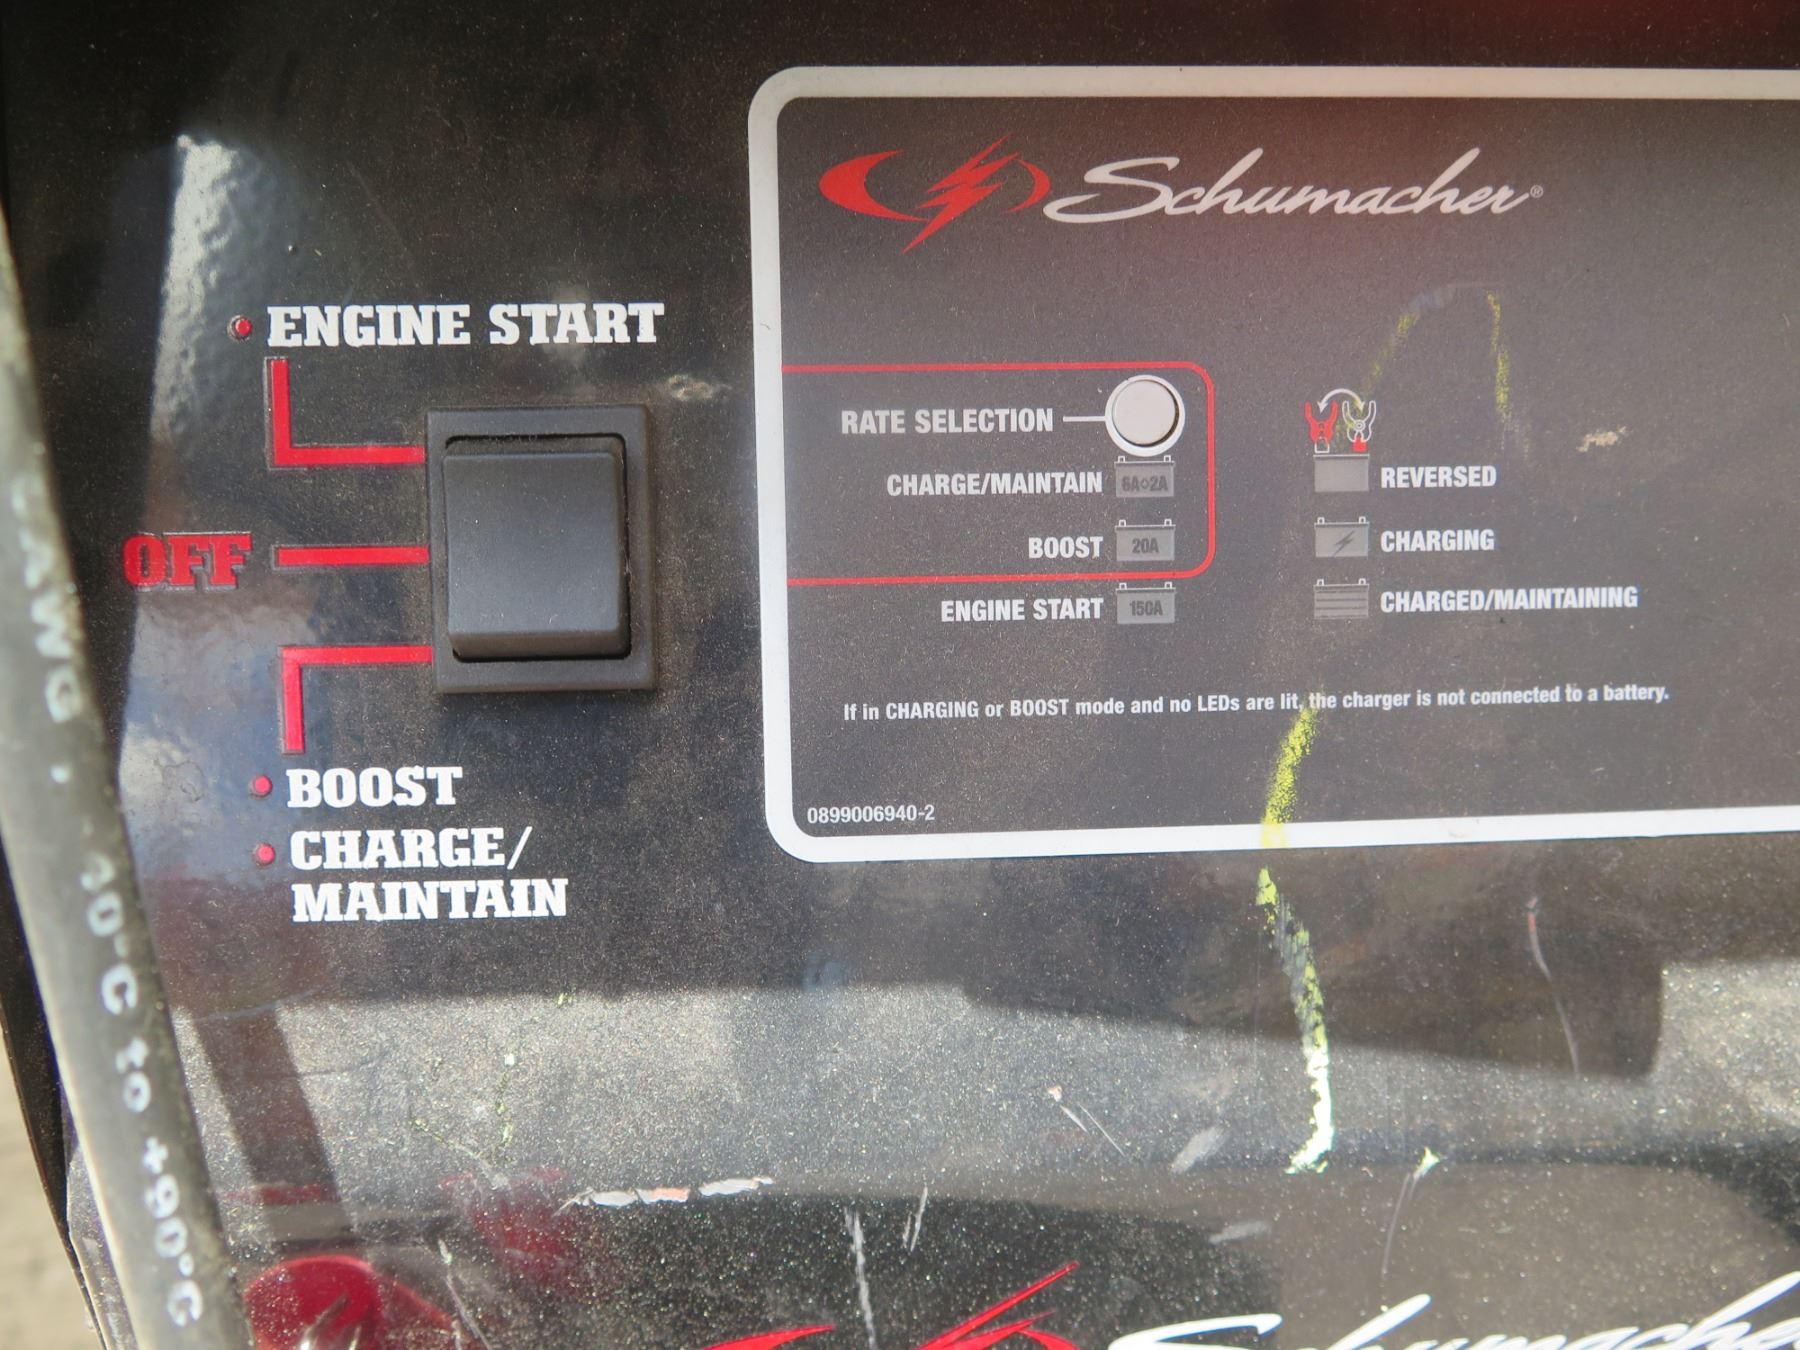 Schumacher®
ENGINE START
OFF
BOOST
CHARGE/
MAINTAIN
RATE SELECTION
CHARGE/MAINTAIN 6A◇2A
BOOST 20A
ENGINE START 150A
REVERSED
CHARGING
CHARGED/MAINTAINING
If in CHARGING or BOOST mode and no LEDs are lit, the charger is not connected to a battery.
0899006940-2
AWG
to +90°C
Schumacher